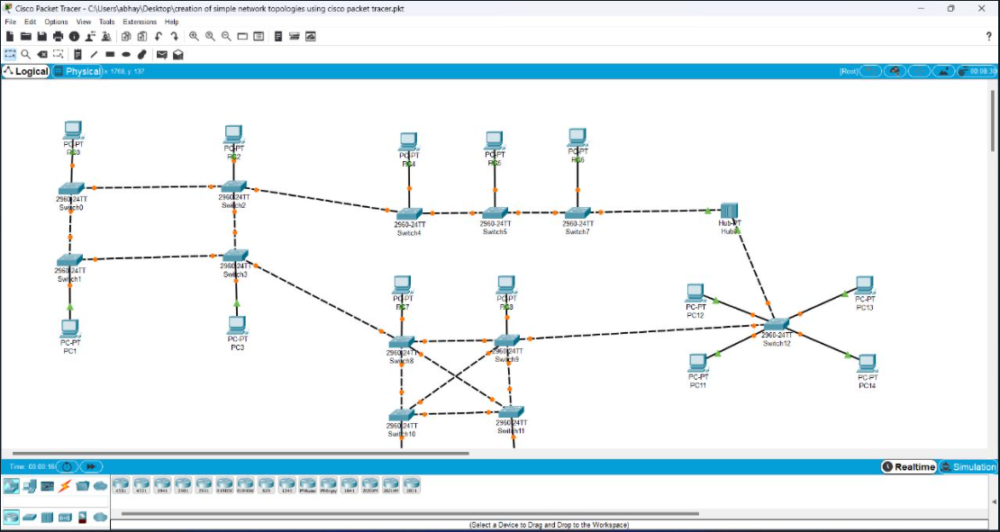 Cisco Packet Tracer - C:\Users\abhay\Desktop\creation of simple network topologies using cisco packet tracer.pkt
File Edit Options View Tools Extensions Help
?
Logical Physical x: 1768, y: 137 [Root] 00:08:30
PC-PT
PC0
PC-PT
PC2
PC-PT
PC4
PC-PT
PC5
PC-PT
PC6
2960-24TT
Switch0
2960-24TT
Switch2
2960-24TT
Switch4
2960-24TT
Switch5
2960-24TT
Switch7
Hub-PT
2960-24TT
Switch1
2960-24TT
Switch3
PC-PT
PC7
PC-PT
PC8
PC-PT
PC12
PC-PT
PC13
PC-PT
PC1
PC-PT
PC3
2960-24TT
Switch8
2960-24TT
Switch9
2960-24TT
Switch12
PC-PT
PC11
PC-PT
PC14
2960-24TT
Switch10
2960-24TT
Switch11
Time: 00:08:16 Realtime Simulation
4331 4321 1941 2901 2911 819IOX 819HGW 829 1240 PT-Router PT-Empty 1841 2620XM 2621XM 2811
(Select a Device to Drag and Drop to the Workspace)